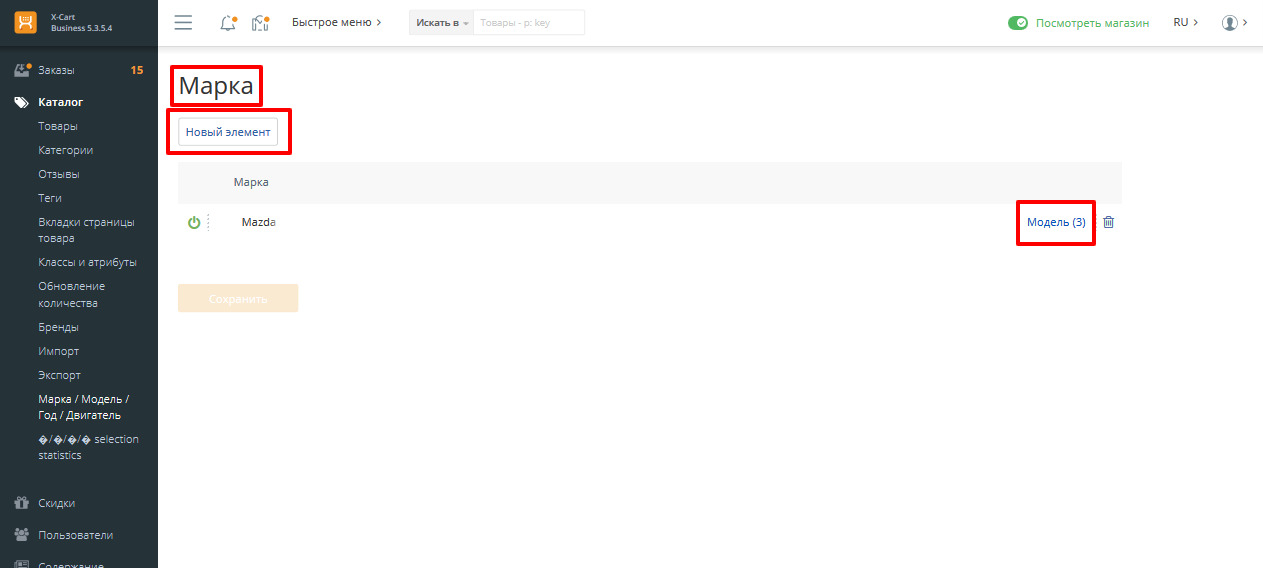 X-Cart
Business 5.3.5.4
Быстрое меню
Искать в
Товары - р: key
Посмотреть магазин
RU
Заказы 15
Каталог
Товары
Категории
Отзывы
Теги
Вкладки страницы
товара
Классы и атрибуты
Обновление
количества
Бренды
Импорт
Экспорт
Марка / Модель /
Год / Двигатель
�/�/�/� selection
statistics
Скидки
Пользователи
Содержание
Марка
Новый элемент
Марка
Mazda
Модель (3)
Сохранить